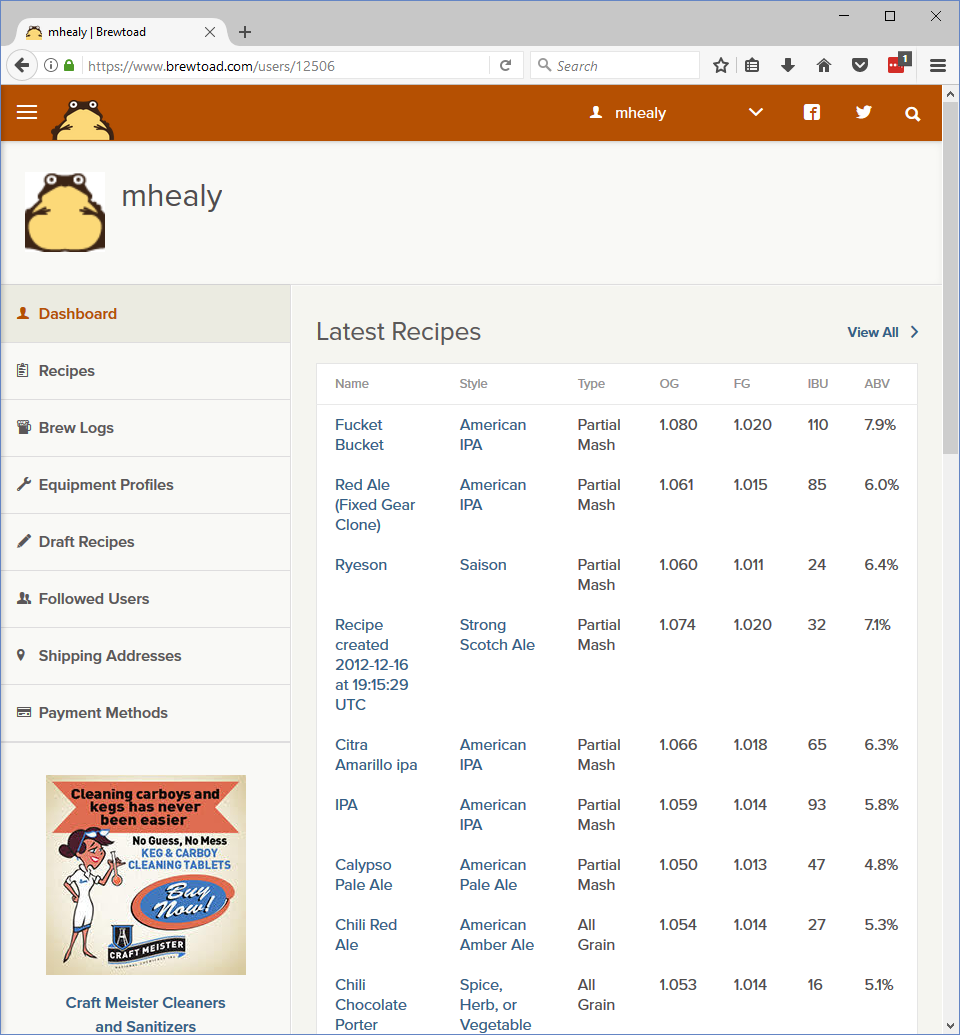 mhealy | Brewtoad
https://www.brewtoad.com/users/12506
Search
1
mhealy
mhealy
Dashboard
Recipes
Brew Logs
Equipment Profiles
Draft Recipes
Followed Users
Shipping Addresses
Payment Methods
Cleaning carboys and
kegs has never
been easier
No Guess, No Mess
KEG & CARBOY
CLEANING TABLETS
Buy
Now!
CRAFT MEISTER
NATIONAL CHEMICALS INC
Craft Meister Cleaners
and Sanitizers
Latest Recipes
View All
Name Style Type OG FG IBU ABV
Fucket American Partial 1.080 1.020 110 7.9%
Bucket IPA Mash
Red Ale American Partial 1.061 1.015 85 6.0%
(Fixed Gear IPA Mash
Clone)
Ryeson Saison Partial 1.060 1.011 24 6.4%
Mash
Recipe Strong Partial 1.074 1.020 32 7.1%
created Scotch Ale Mash
2012-12-16
at 19:15:29
UTC
Citra American Partial 1.066 1.018 65 6.3%
Amarillo ipa IPA Mash
IPA American Partial 1.059 1.014 93 5.8%
IPA Mash
Calypso American Partial 1.050 1.013 47 4.8%
Pale Ale Pale Ale Mash
Chili Red American All 1.054 1.014 27 5.3%
Ale Amber Ale Grain
Chili Spice, All 1.053 1.014 16 5.1%
Chocolate Herb, or Grain
Porter Vegetable